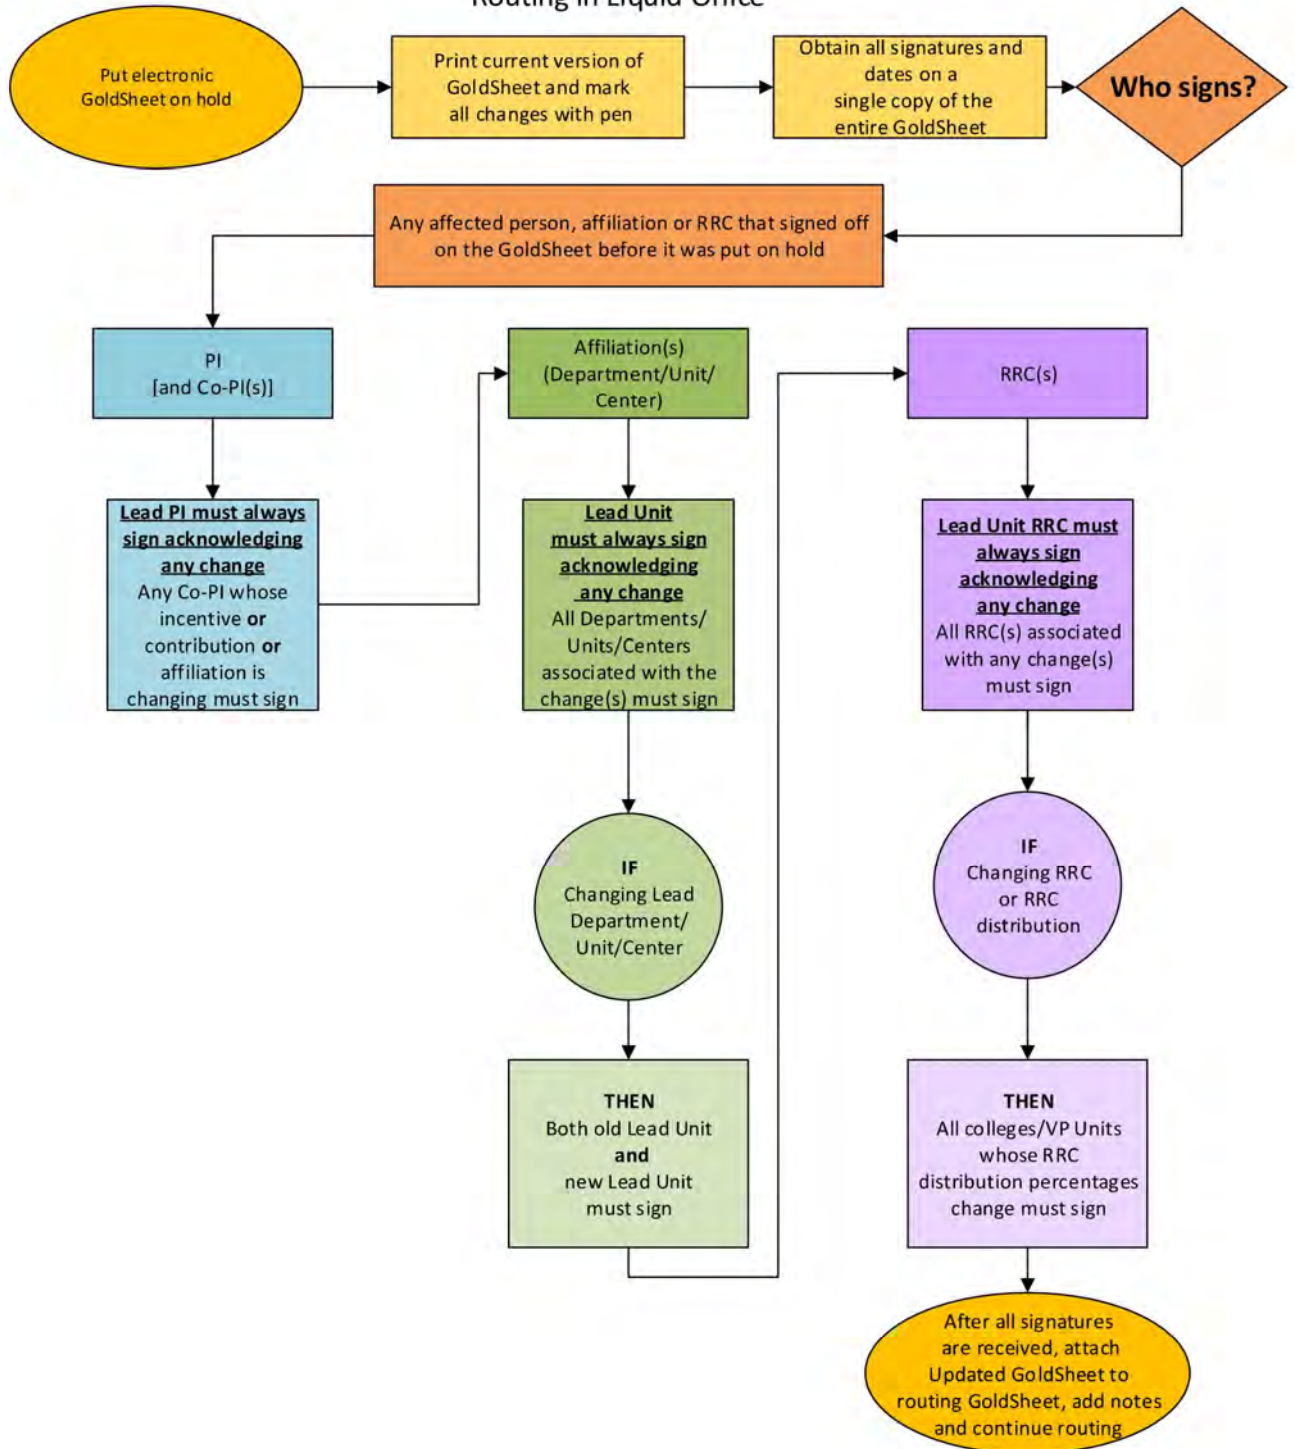 Routing in Liquid Office
Put electronic
GoldSheet on hold
Print current version of
GoldSheet and mark
all changes with pen
Obtain all signatures and
dates on a
single copy of the
entire GoldSheet
Who signs?
Any affected person, affiliation or RRC that signed off
on the GoldSheet before it was put on hold
PI
[and Co-PI(s)]
Lead PI must always
sign acknowledging
any change
Any Co-PI whose
incentive or
contribution or
affiliation is
changing must sign
Affiliation(s)
(Department/Unit/
Center)
Lead Unit
must always sign
acknowledging
any change
All Departments/
Units/Centers
associated with the
change(s) must sign
IF
Changing Lead
Department/
Unit/Center
THEN
Both old Lead Unit
and
new Lead Unit
must sign
RRC(s)
Lead Unit RRC must
always sign
acknowledging
any change
All RRC(s) associated
with any change(s)
must sign
IF
Changing RRC
or RRC
distribution
THEN
All colleges/VP Units
whose RRC
distribution percentages
change must sign
After all signatures
are received, attach
Updated GoldSheet to
routing GoldSheet, add notes
and continue routing